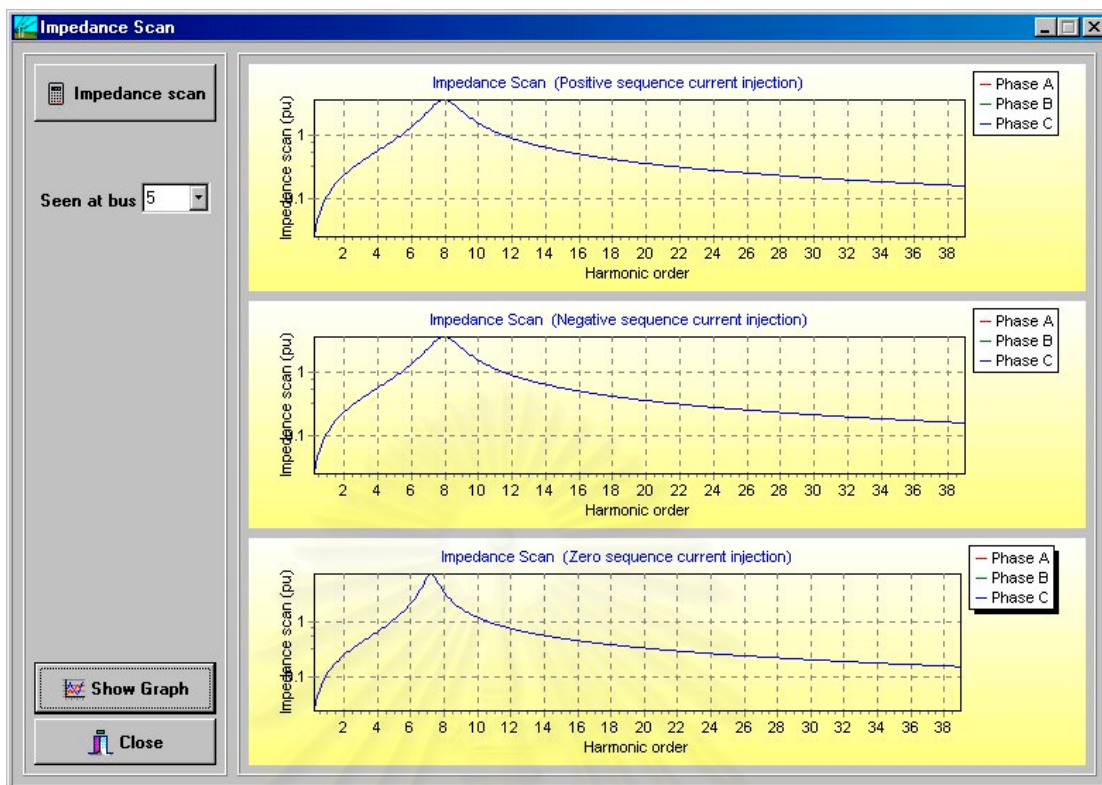 Impedance Scan
Impedance scan
Seen at bus 5
Show Graph
Close
Impedance Scan (Positive sequence current injection)
Impedance scan (pu)
1
0.1
2 4 6 8 10 12 14 16 18 20 22 24 26 28 30 32 34 36 38
Harmonic order
Phase A
Phase B
Phase C
Impedance Scan (Negative sequence current injection)
Impedance scan (pu)
1
0.1
2 4 6 8 10 12 14 16 18 20 22 24 26 28 30 32 34 36 38
Harmonic order
Phase A
Phase B
Phase C
Impedance Scan (Zero sequence current injection)
Impedance scan (pu)
1
0.1
2 4 6 8 10 12 14 16 18 20 22 24 26 28 30 32 34 36 38
Harmonic order
Phase A
Phase B
Phase C